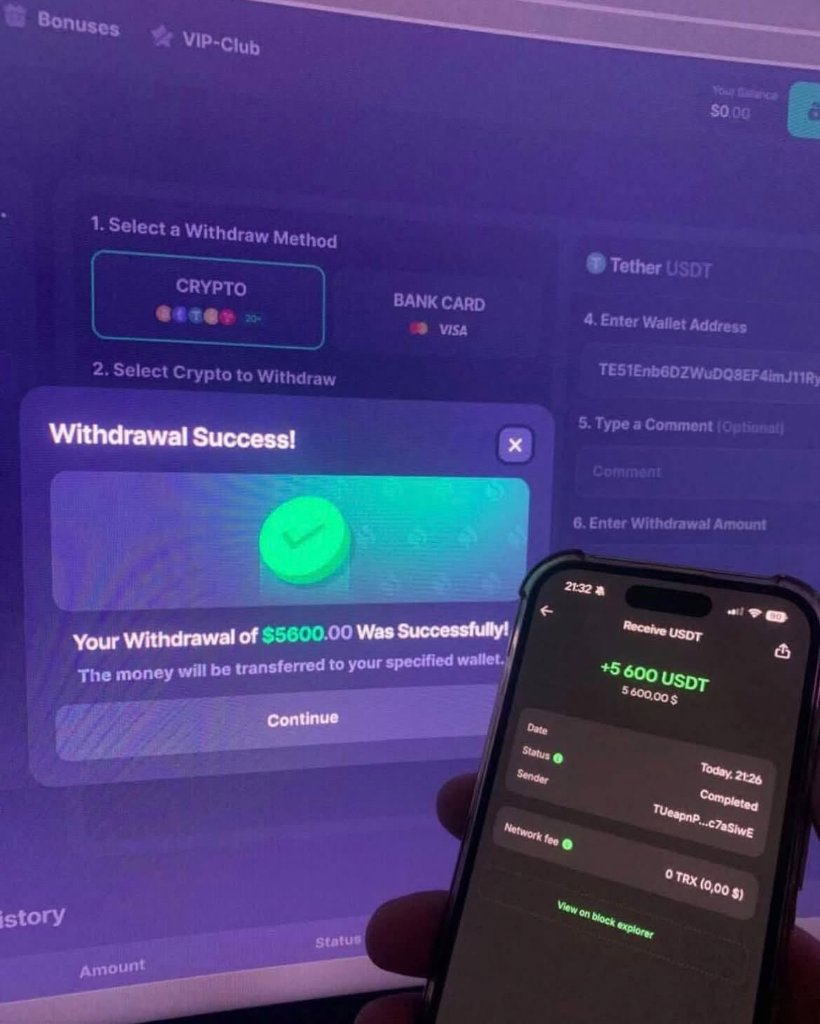 Bonuses
VIP-Club
Your Balance
$0.00
1. Select a Withdraw Method
CRYPTO
20+
BANK CARD
VISA
2. Select Crypto to Withdraw
Tether USDT
4. Enter Wallet Address
TE51Enb6DZWuDQ8EF4imJ11Ry
5. Type a Comment (Optional)
Comment
6. Enter Withdrawal Amount
Withdrawal Success!
Your Withdrawal of $5600.00 Was Successfully!
The money will be transferred to your specified wallet.
Continue
istory
Amount
Status
21:32
90
Receive USDT
+5 600 USDT
5 600,00 $
Date
Today, 21:26
Status
Completed
Sender
TUeapnP...c7aSiwE
Network fee
0 TRX (0,00 $)
View on block explorer